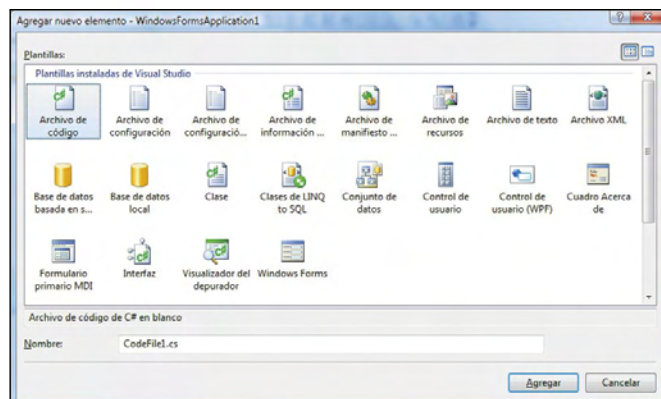 Agregar nuevo elemento - WindowsFormsApplication1
Plantillas:
Plantillas instaladas de Visual Studio
Archivo de código
Archivo de configuración
Archivo de configuració...
Archivo de información ...
Archivo de manifiesto ...
Archivo de recursos
Archivo de texto
Archivo XML
Base de datos basada en s...
Base de datos local
Clase
Clases de LINQ to SQL
Conjunto de datos
Control de usuario
Control de usuario (WPF)
Cuadro Acerca de
Formulario primario MDI
Interfaz
Visualizador del depurador
Windows Forms
Archivo de código de C# en blanco
Nombre:
CodeFile1.cs
Agregar
Cancelar